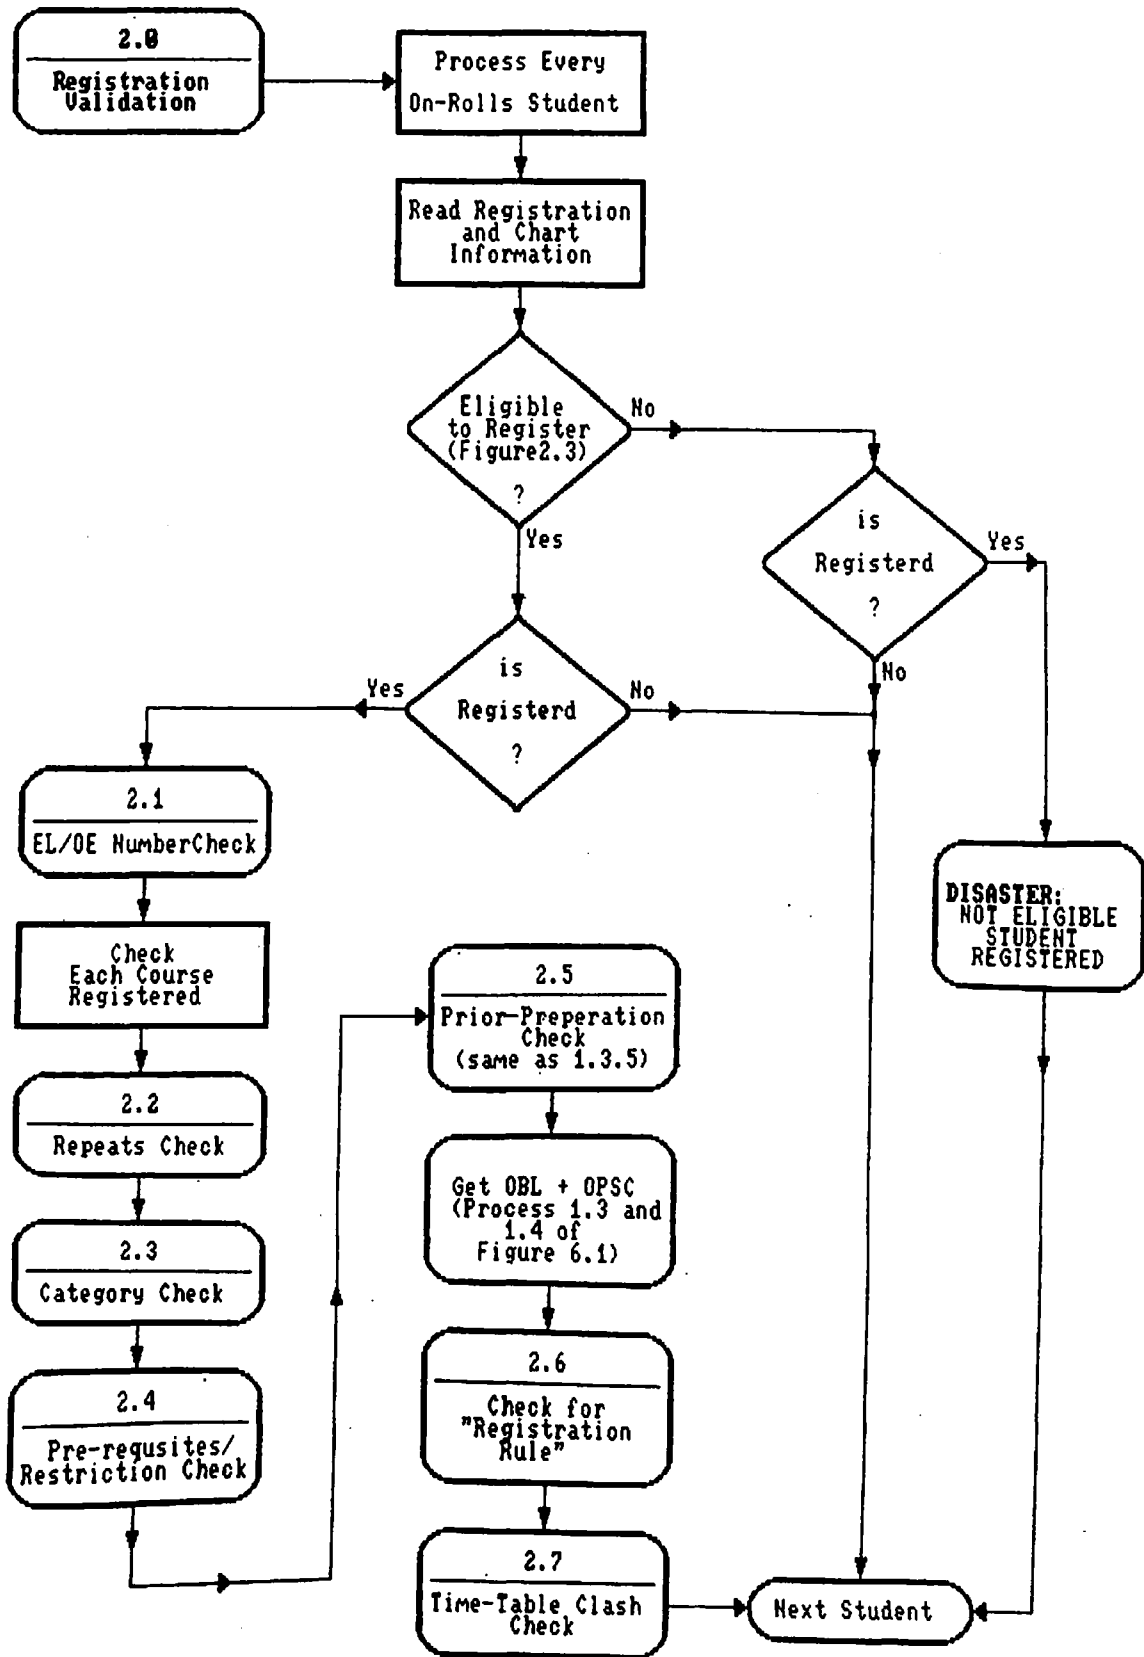 2.0
Registration
Validation
Process Every
On-Rolls Student
Read Registration
and Chart
Information
Eligible
to Register
(Figure2.3)
?
No
Yes
is
Registerd
?
Yes
No
is
Registerd
?
Yes
No
2.1
EL/OE NumberCheck
Check
Each Course
Registered
2.2
Repeats Check
2.3
Category Check
2.4
Pre-requsites/
Restriction Check
2.5
Prior-Preperation
Check
(same as 1.3.5)
Get OBL + OPSC
(Process 1.3 and
1.4 of
Figure 6.1)
2.6
Check for
"Registration
Rule"
2.7
Time-Table Clash
Check
DISASTER:
NOT ELIGIBLE
STUDENT
REGISTERED
Next Student